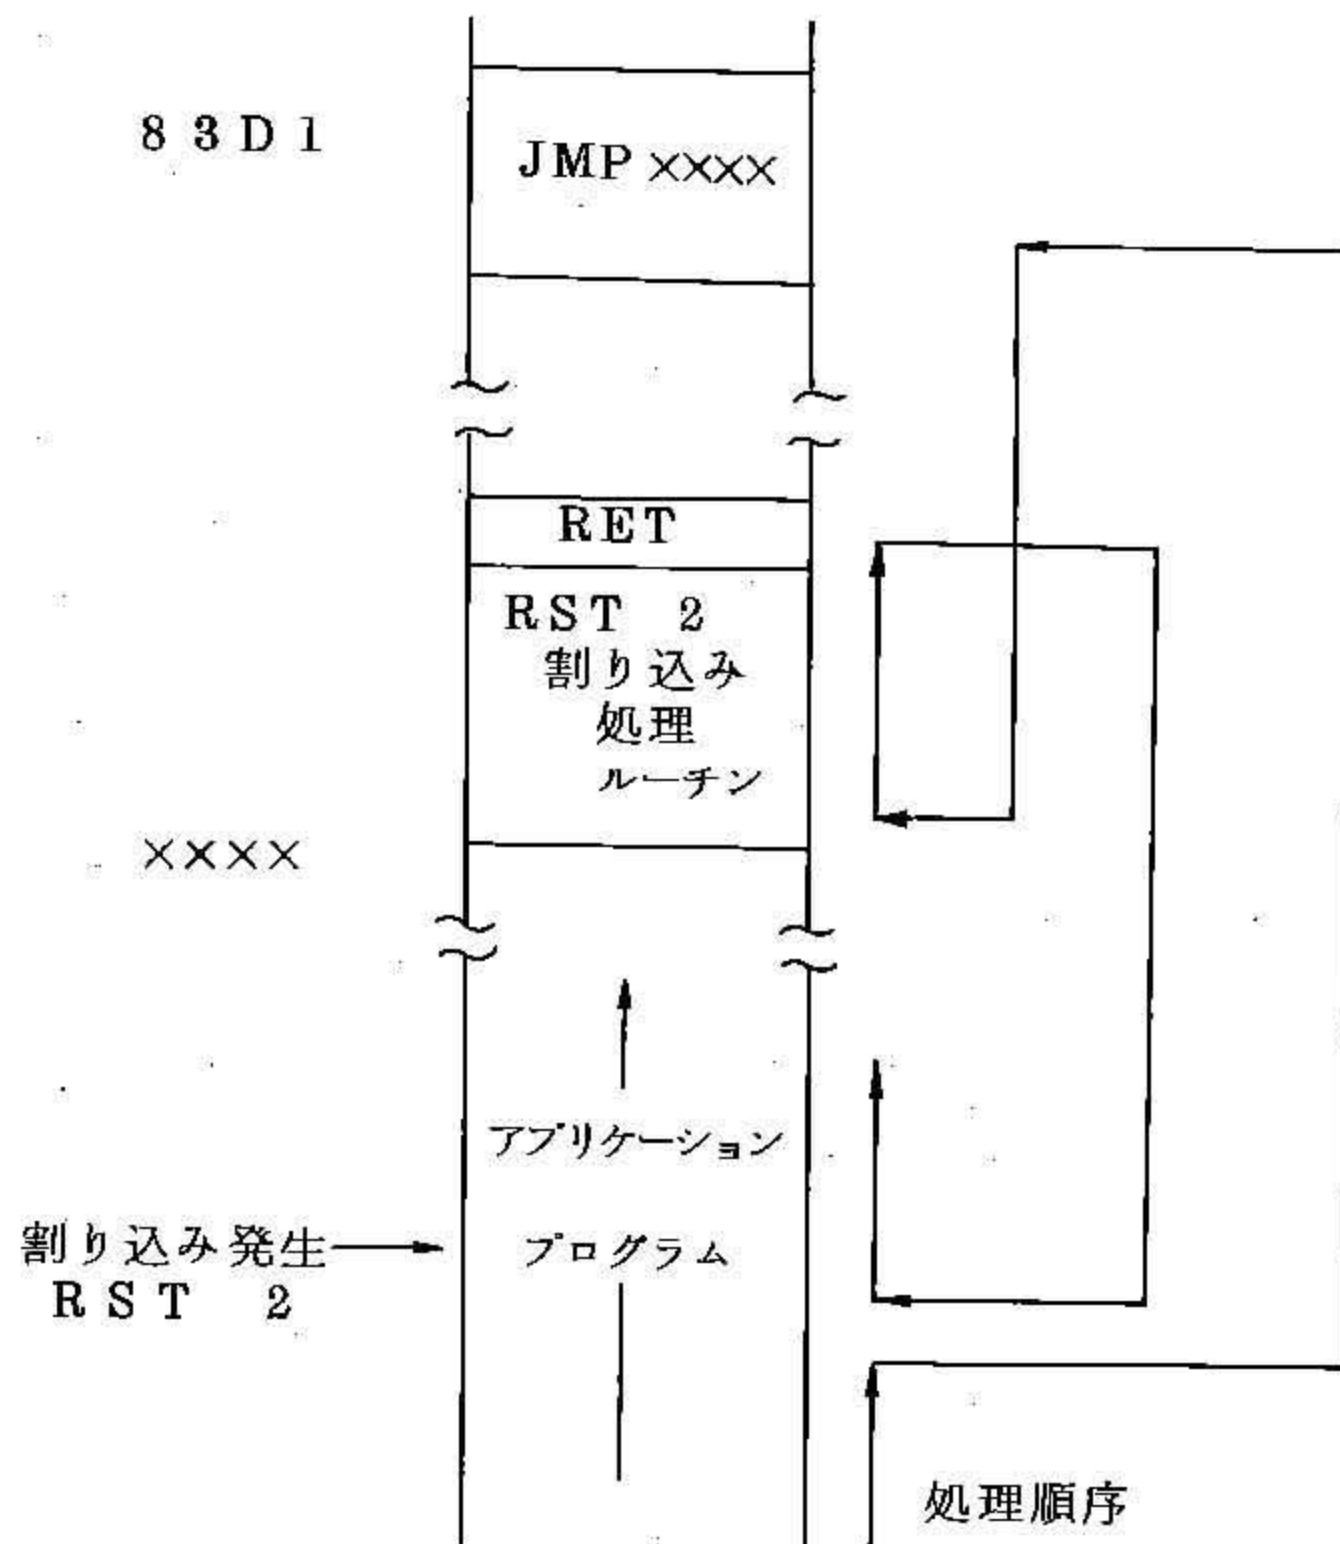 83D1
JMP ××××
RET
RST 2
割り込み
処理
ルーチン
××××
アプリケーション
プログラム
割り込み発生
RST 2
処理順序